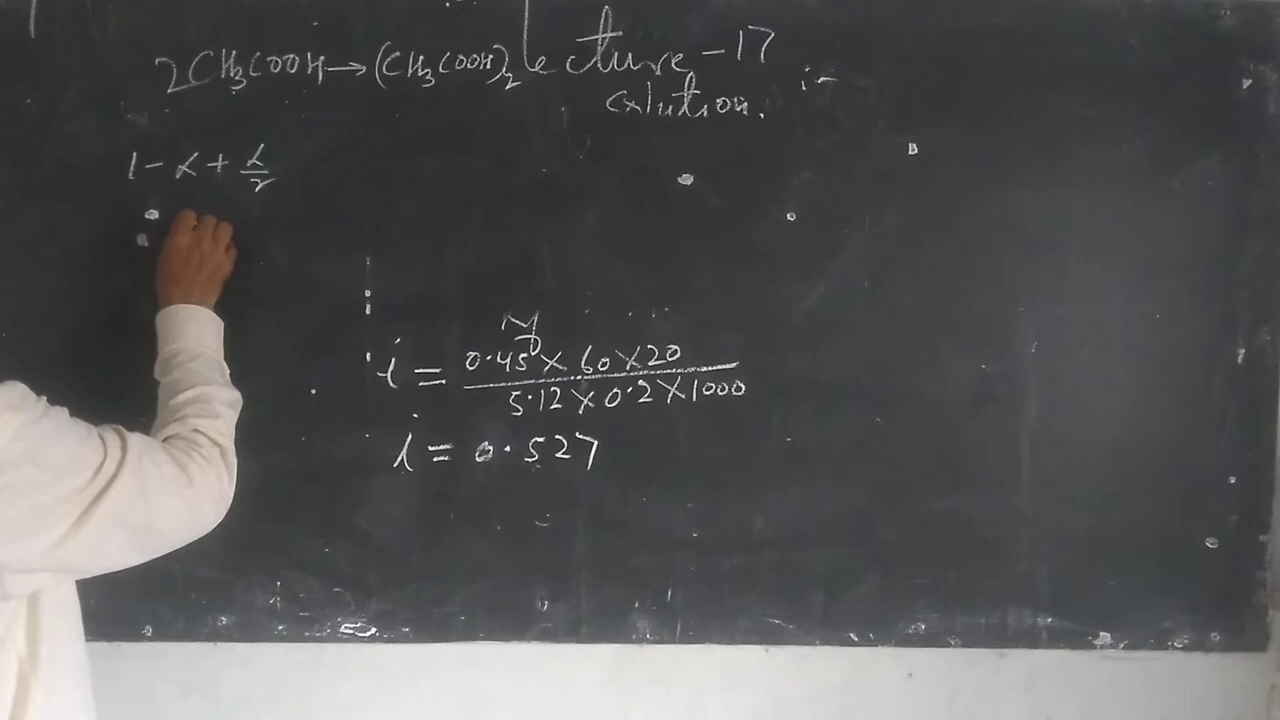 2CH₃COOH→(CH₃COOH)₂ Lecture-17
solution.
1-α+α/2
i = 0.45×60×20 / 5.12×0.2×1000
i = 0.527